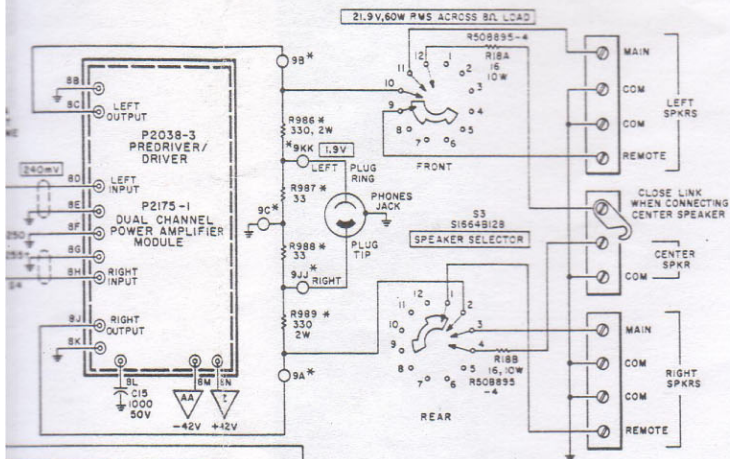 21.9V, 60W RMS ACROSS 8Ω LOAD
9B*
8B
8C
LEFT OUTPUT
P2038-3
PREDRIVER/
DRIVER
240mV
8D
LEFT INPUT
8E
8F
8G
8H
RIGHT INPUT
P2175-1
DUAL CHANNEL
POWER AMPLIFIER
MODULE
8J
RIGHT OUTPUT
8K
8L
C15
1000
50V
8M
8N
AA
-42V
+42V
R986*
330, 2W
*9KK
1.9V
LEFT
PLUG
RING
R987*
33
9C*
PHONES
JACK
R988*
33
PLUG
TIP
9JJ*
RIGHT
R989*
330
2W
9A*
R50B895-4
R18A
16
10W
12
1
2
3
4
5
6
7
8
9
10
11
FRONT
S3
S1664B128
SPEAKER SELECTOR
12
1
2
3
4
5
6
7
8
9
10
11
REAR
R18B
16, 10W
R50B895
-4
MAIN
COM
COM
REMOTE
LEFT
SPKRS
CLOSE LINK
WHEN CONNECTING
CENTER SPEAKER
CENTER
SPKR
COM
MAIN
COM
COM
REMOTE
RIGHT
SPKRS